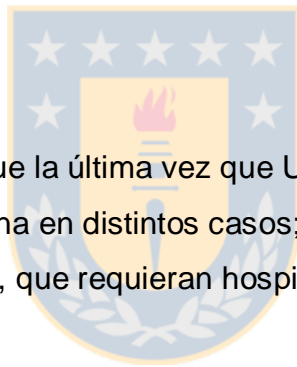 ue la última vez que U
na en distintos casos;
, que requieran hospi